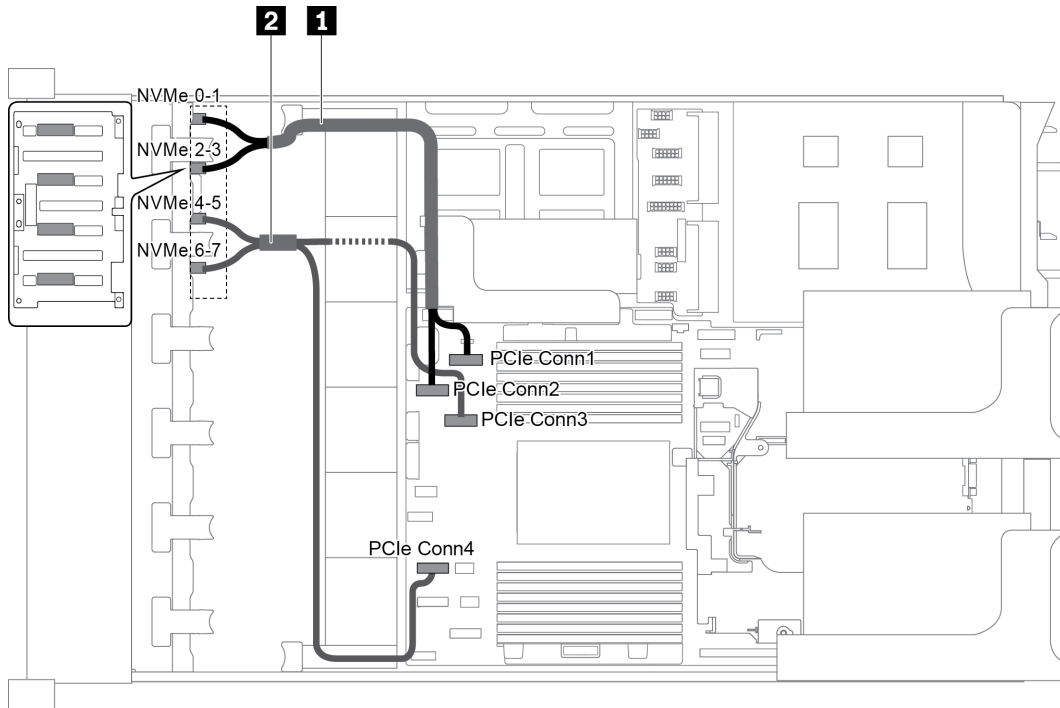 2 1
NVMe 0-1
NVMe 2-3
NVMe 4-5
NVMe 6-7
PCIe Conn1
PCIe Conn2
PCIe Conn3
PCIe Conn4